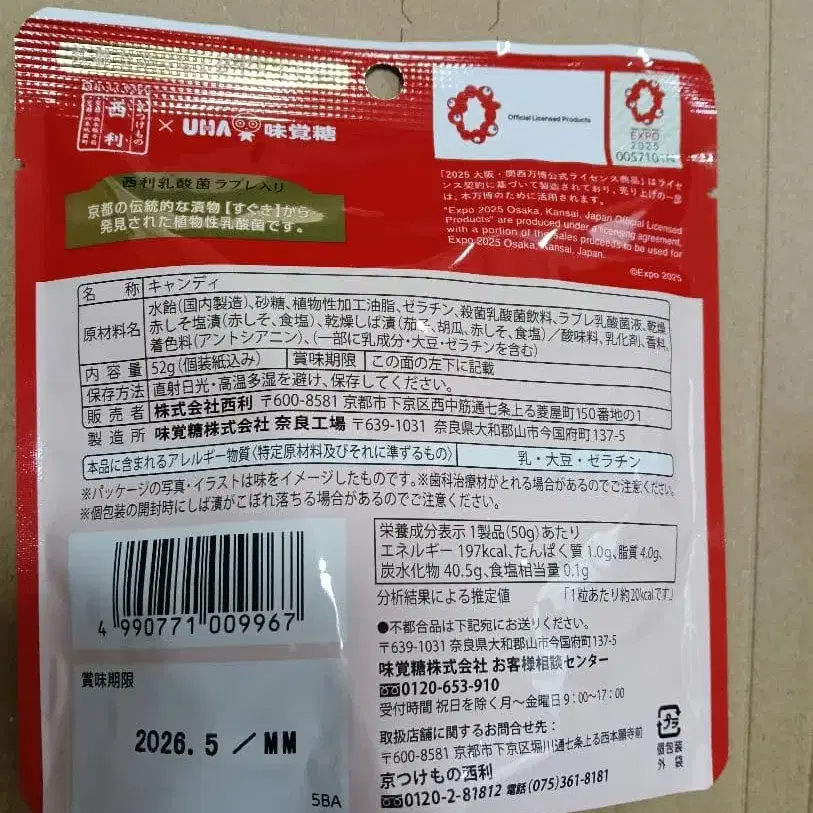 京つけもの
西利
× UHA 味覚糖
Official Licensed Products
EXPO
2025
西利乳酸菌ラブレ入り
京都の伝統的な漬物【すぐき】から
発見された植物性乳酸菌です。
「2025 大阪・関西万博公式ライセンス商品」はライセ
ンス契約に基づいて製造されており、売り上げの一部
は、本万博のために活用されます。
"Expo 2025 Osaka, Kansai, Japan Official Licensed
Products" are produced under a licensing agreement,
with a portion of the sales proceeds to be used for
Expo 2025 Osaka, Kansai, Japan.
©Expo 2025
名 称 キャンディ
原材料名 水飴(国内製造)、砂糖、植物性加工油脂、ゼラチン、殺菌乳酸菌飲料、ラブレ乳酸菌液、乾燥
赤しそ塩漬(赤しそ、食塩)、乾燥しば漬(茄子、胡瓜、赤しそ、食塩)/酸味料、乳化剤、香料、
着色料(アントシアニン)、(一部に乳成分・大豆・ゼラチンを含む)
内容量 52g(個装紙込み) 賞味期限 この面の左下に記載
保存方法 直射日光・高温多湿を避け、保存してください。
販売者 株式会社西利 〒600-8581 京都市下京区西中筋通七条上る菱屋町150番地の1
製造所 味覚糖株式会社 奈良工場 〒639-1031 奈良県大和郡山市今国府町137-5
本品に含まれるアレルギー物質(特定原材料及びそれに準ずるもの) 乳・大豆・ゼラチン
※パッケージの写真・イラストは味をイメージしたものです。※歯科治療材がとれる場合があるのでご注意ください。
※個包装の開封時にしば漬がこぼれ落ちる場合がありますのでご注意ください。
栄養成分表示 1製品(50g)あたり
エネルギー 197kcal、たんぱく質 1.0g、脂質 4.0g、
炭水化物 40.5g、食塩相当量 0.1g
分析結果による推定値 「1粒あたり約20kcalです」
4 990771 009967
賞味期限
2026.5 / MM
5BA
●不都合品は下記宛にお送りください。
〒639-1031 奈良県大和郡山市今国府町137-5
味覚糖株式会社 お客様相談センター
0120-653-910
受付時間 祝日を除く月〜金曜日 9:00〜17:00
取扱店舗に関するお問合せ先:
〒600-8581 京都市下京区堀川通七条上る西本願寺前
京つけもの西利
0120-2-81812 電話(075)361-8181
プラ
個包装
外 袋